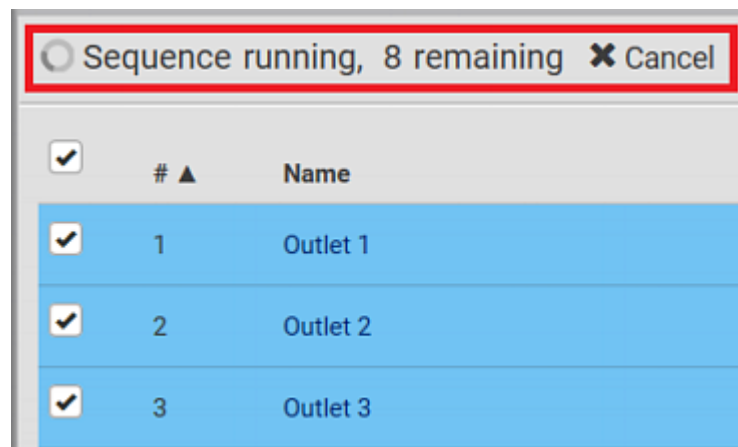 Sequence running, 8 remaining ✖ Cancel
# ▲ Name
1 Outlet 1
2 Outlet 2
3 Outlet 3